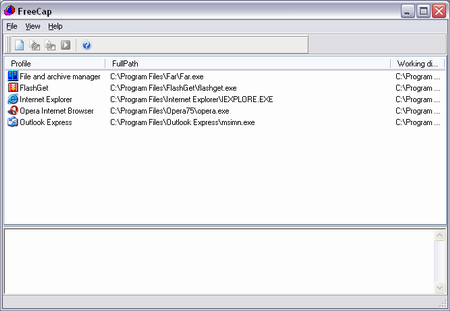 FreeCap
File View Help
Profile FullPath Working di...
File and archive manager C:\Program Files\Far\Far.exe C:\Program ...
FlashGet C:\Program Files\FlashGet\flashget.exe C:\Program ...
Internet Explorer C:\Program Files\Internet Explorer\IEXPLORE.EXE C:\Program ...
Opera Internet Browser C:\Program Files\Opera75\opera.exe C:\Program ...
Outlook Express C:\Program Files\Outlook Express\msimn.exe C:\Program ...